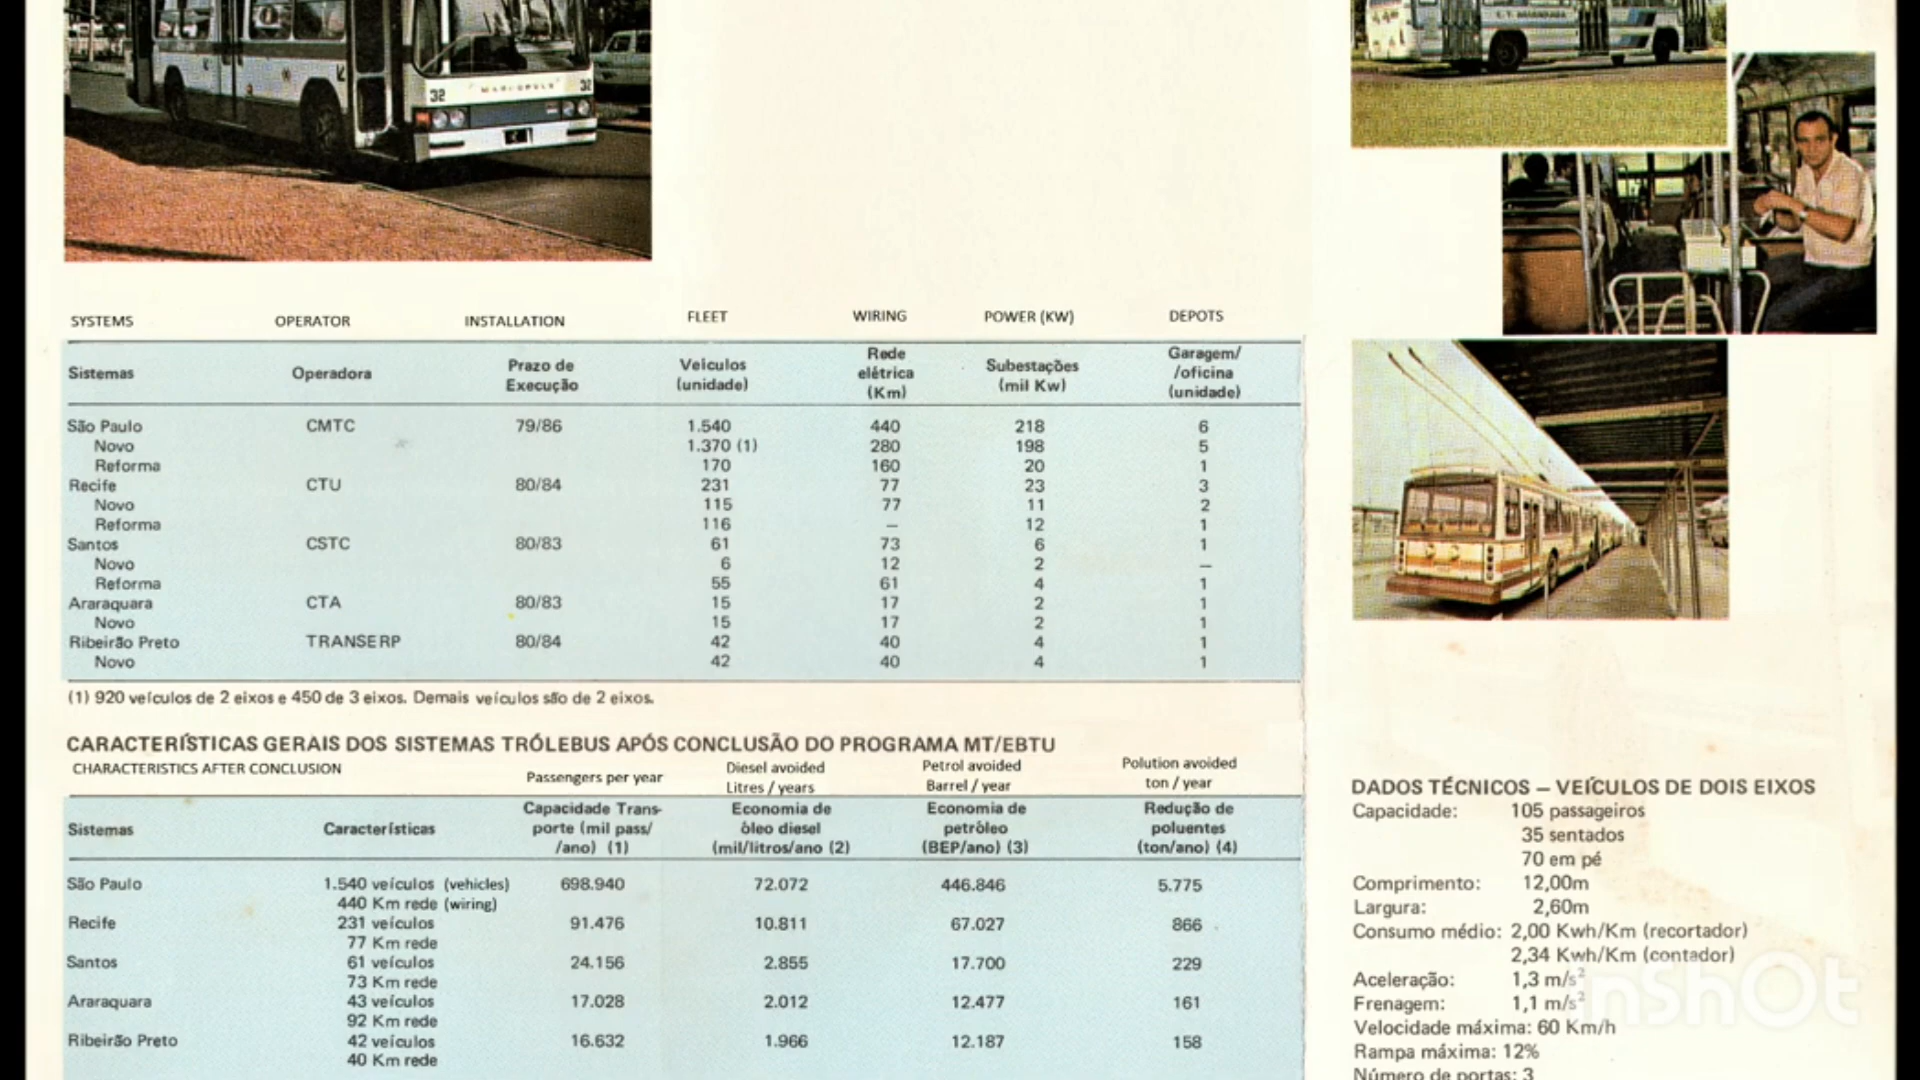 32 MARCOPOLO 32
SYSTEMS OPERATOR INSTALLATION FLEET WIRING POWER (KW) DEPOTS
Sistemas Operadora Prazo de Execução Veículos (unidade) Rede elétrica (Km) Subestações (mil Kw) Garagem/ /oficina (unidade)
São Paulo CMTC 79/86 1.540 440 218 6
Novo 1.370 (1) 280 198 5
Reforma 170 160 20 1
Recife CTU 80/84 231 77 23 3
Novo 115 77 11 2
Reforma 116 — 12 1
Santos CSTC 80/83 61 73 6 1
Novo 6 12 2 —
Reforma 55 61 4 1
Araraquara CTA 80/83 15 17 2 1
Novo 15 17 2 1
Ribeirão Preto TRANSERP 80/84 42 40 4 1
Novo 42 40 4 1
(1) 920 veículos de 2 eixos e 450 de 3 eixos. Demais veículos são de 2 eixos.
CARACTERÍSTICAS GERAIS DOS SISTEMAS TRÓLEBUS APÓS CONCLUSÃO DO PROGRAMA MT/EBTU
CHARACTERISTICS AFTER CONCLUSION Passengers per year Diesel avoided Litres / years Petrol avoided Barrel / year Polution avoided ton / year
Sistemas Características Capacidade Trans- porte (mil pass/ /ano) (1) Economia de óleo diesel (mil/litros/ano (2) Economia de petróleo (BEP/ano) (3) Redução de poluentes (ton/ano) (4)
São Paulo 1.540 veículos (vehicles) 698.940 72.072 446.846 5.775
440 Km rede (wiring)
Recife 231 veículos 91.476 10.811 67.027 866
77 Km rede
Santos 61 veículos 24.156 2.855 17.700 229
73 Km rede
Araraquara 43 veículos 17.028 2.012 12.477 161
92 Km rede
Ribeirão Preto 42 veículos 16.632 1.966 12.187 158
40 Km rede
DADOS TÉCNICOS — VEÍCULOS DE DOIS EIXOS
Capacidade: 105 passageiros
35 sentados
70 em pé
Comprimento: 12,00m
Largura: 2,60m
Consumo médio: 2,00 Kwh/Km (recortador)
2,34 Kwh/Km (contador)
Aceleração: 1,3 m/s²
Frenagem: 1,1 m/s²
Velocidade máxima: 60 Km/h
Rampa máxima: 12%
Número de portas: 3
InShOt